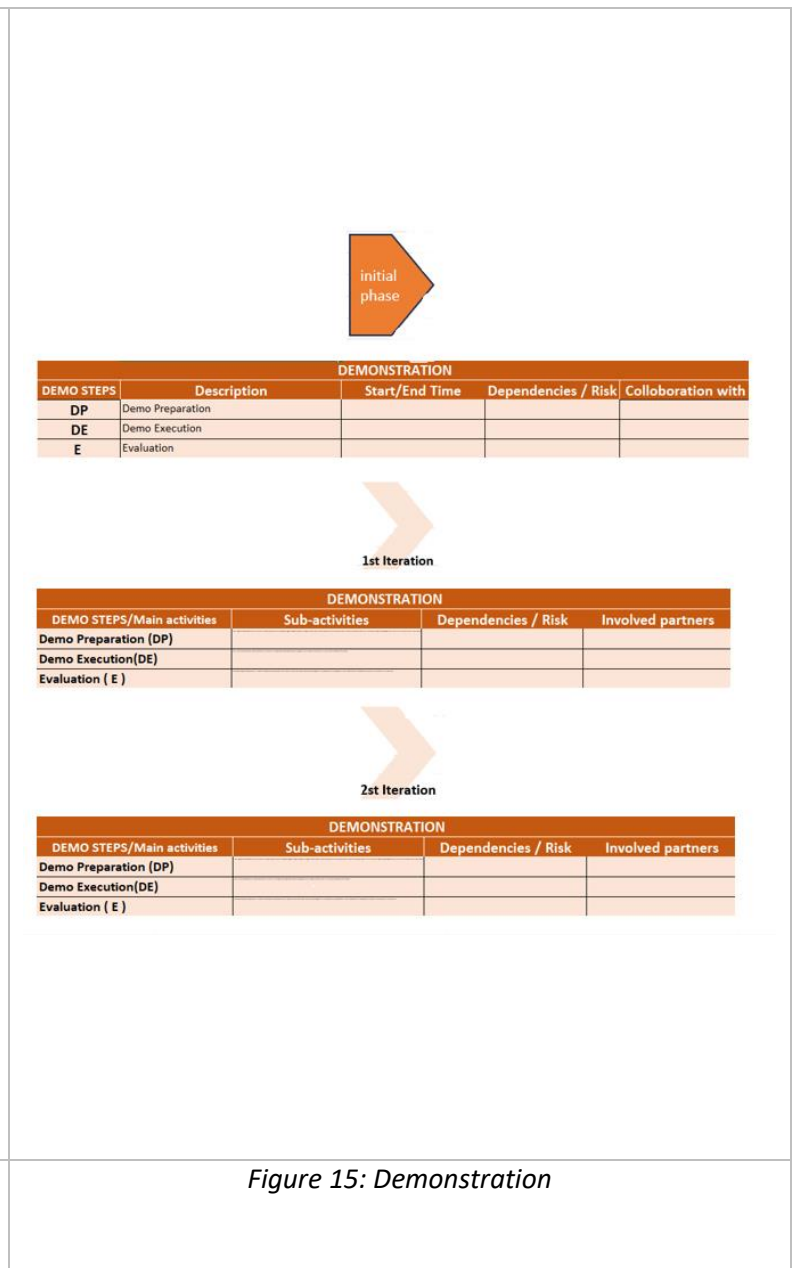 initial
phase
DEMONSTRATION
DEMO STEPS Description Start/End Time Dependencies / Risk Colloboration with
DP Demo Preparation
DE Demo Execution
E Evaluation
1st Iteration
DEMONSTRATION
DEMO STEPS/Main activities Sub-activities Dependencies / Risk Involved partners
Demo Preparation (DP)
Demo Execution(DE)
Evaluation ( E )
2st Iteration
DEMONSTRATION
DEMO STEPS/Main activities Sub-activities Dependencies / Risk Involved partners
Demo Preparation (DP)
Demo Execution(DE)
Evaluation ( E )
Figure 15: Demonstration